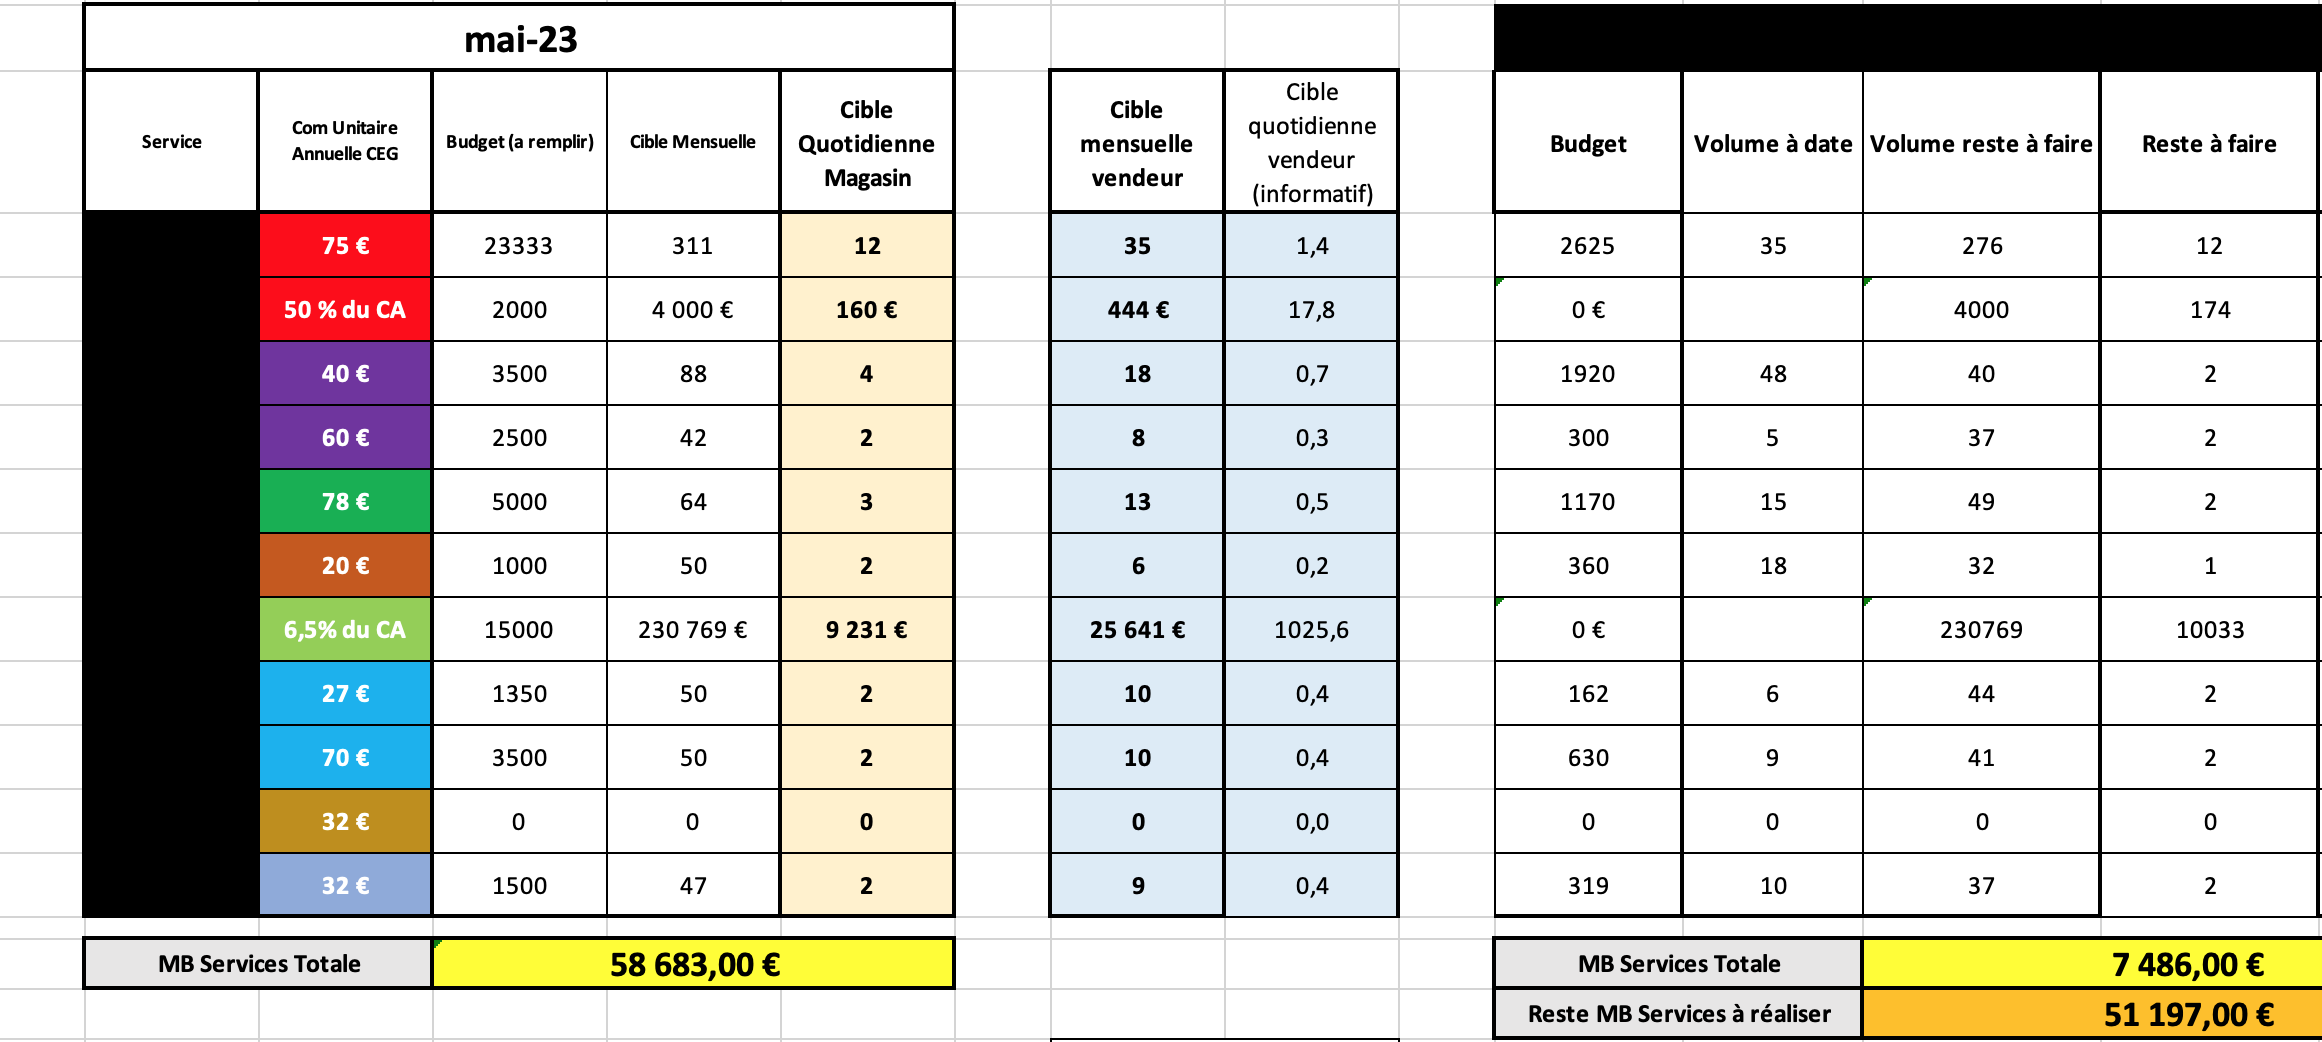 mai-23
Service
Com Unitaire
Annuelle CEG
Budget (a remplir)
Cible Mensuelle
Cible
Quotidienne
Magasin
Cible
mensuelle
vendeur
Cible
quotidienne
vendeur
(informatif)
Budget
Volume à date
Volume reste à faire
Reste à faire
75 € 23333 311 12 35 1,4 2625 35 276 12
50 % du CA 2000 4 000 € 160 € 444 € 17,8 0 € 4000 174
40 € 3500 88 4 18 0,7 1920 48 40 2
60 € 2500 42 2 8 0,3 300 5 37 2
78 € 5000 64 3 13 0,5 1170 15 49 2
20 € 1000 50 2 6 0,2 360 18 32 1
6,5% du CA 15000 230 769 € 9 231 € 25 641 € 1025,6 0 € 230769 10033
27 € 1350 50 2 10 0,4 162 6 44 2
70 € 3500 50 2 10 0,4 630 9 41 2
32 € 0 0 0 0 0,0 0 0 0 0
32 € 1500 47 2 9 0,4 319 10 37 2
MB Services Totale 58 683,00 € MB Services Totale 7 486,00 €
Reste MB Services à réaliser 51 197,00 €